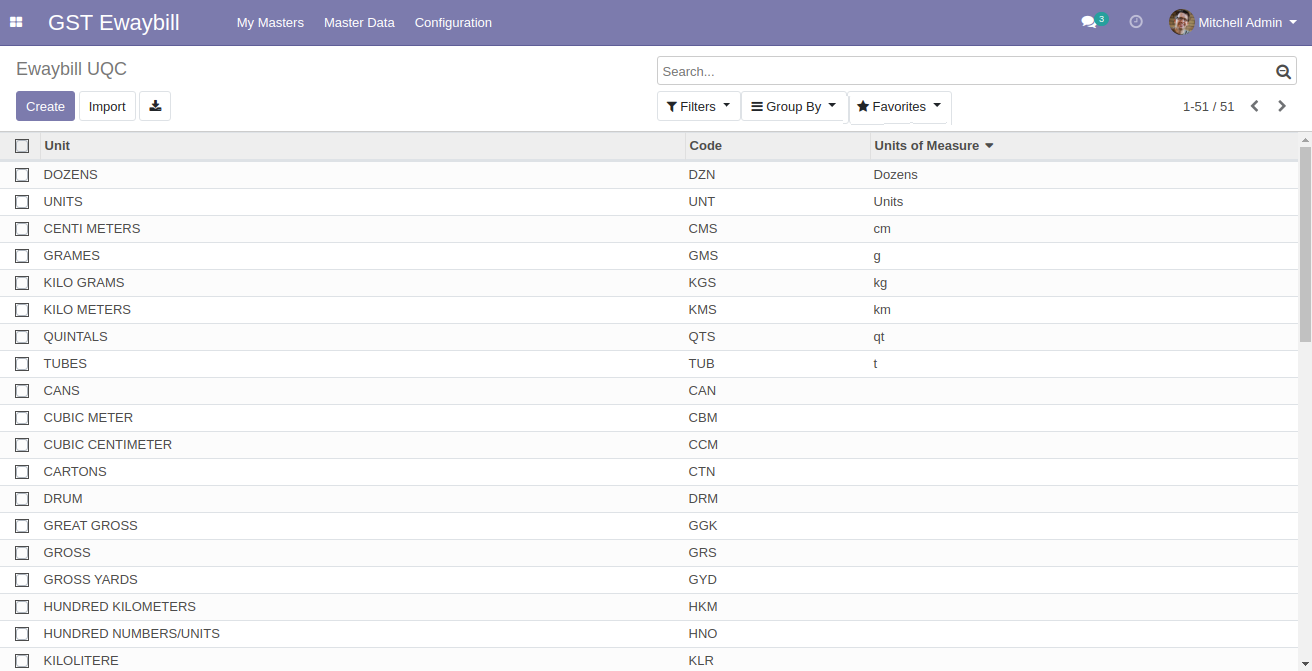 GST Ewaybill My Masters Master Data Configuration 3 Mitchell Admin
Ewaybill UQC Search...
Create Import Filters Group By Favorites 1-51 / 51
Unit Code Units of Measure
DOZENS DZN Dozens
UNITS UNT Units
CENTI METERS CMS cm
GRAMES GMS g
KILO GRAMS KGS kg
KILO METERS KMS km
QUINTALS QTS qt
TUBES TUB t
CANS CAN
CUBIC METER CBM
CUBIC CENTIMETER CCM
CARTONS CTN
DRUM DRM
GREAT GROSS GGK
GROSS GRS
GROSS YARDS GYD
HUNDRED KILOMETERS HKM
HUNDRED NUMBERS/UNITS HNO
KILOLITERE KLR